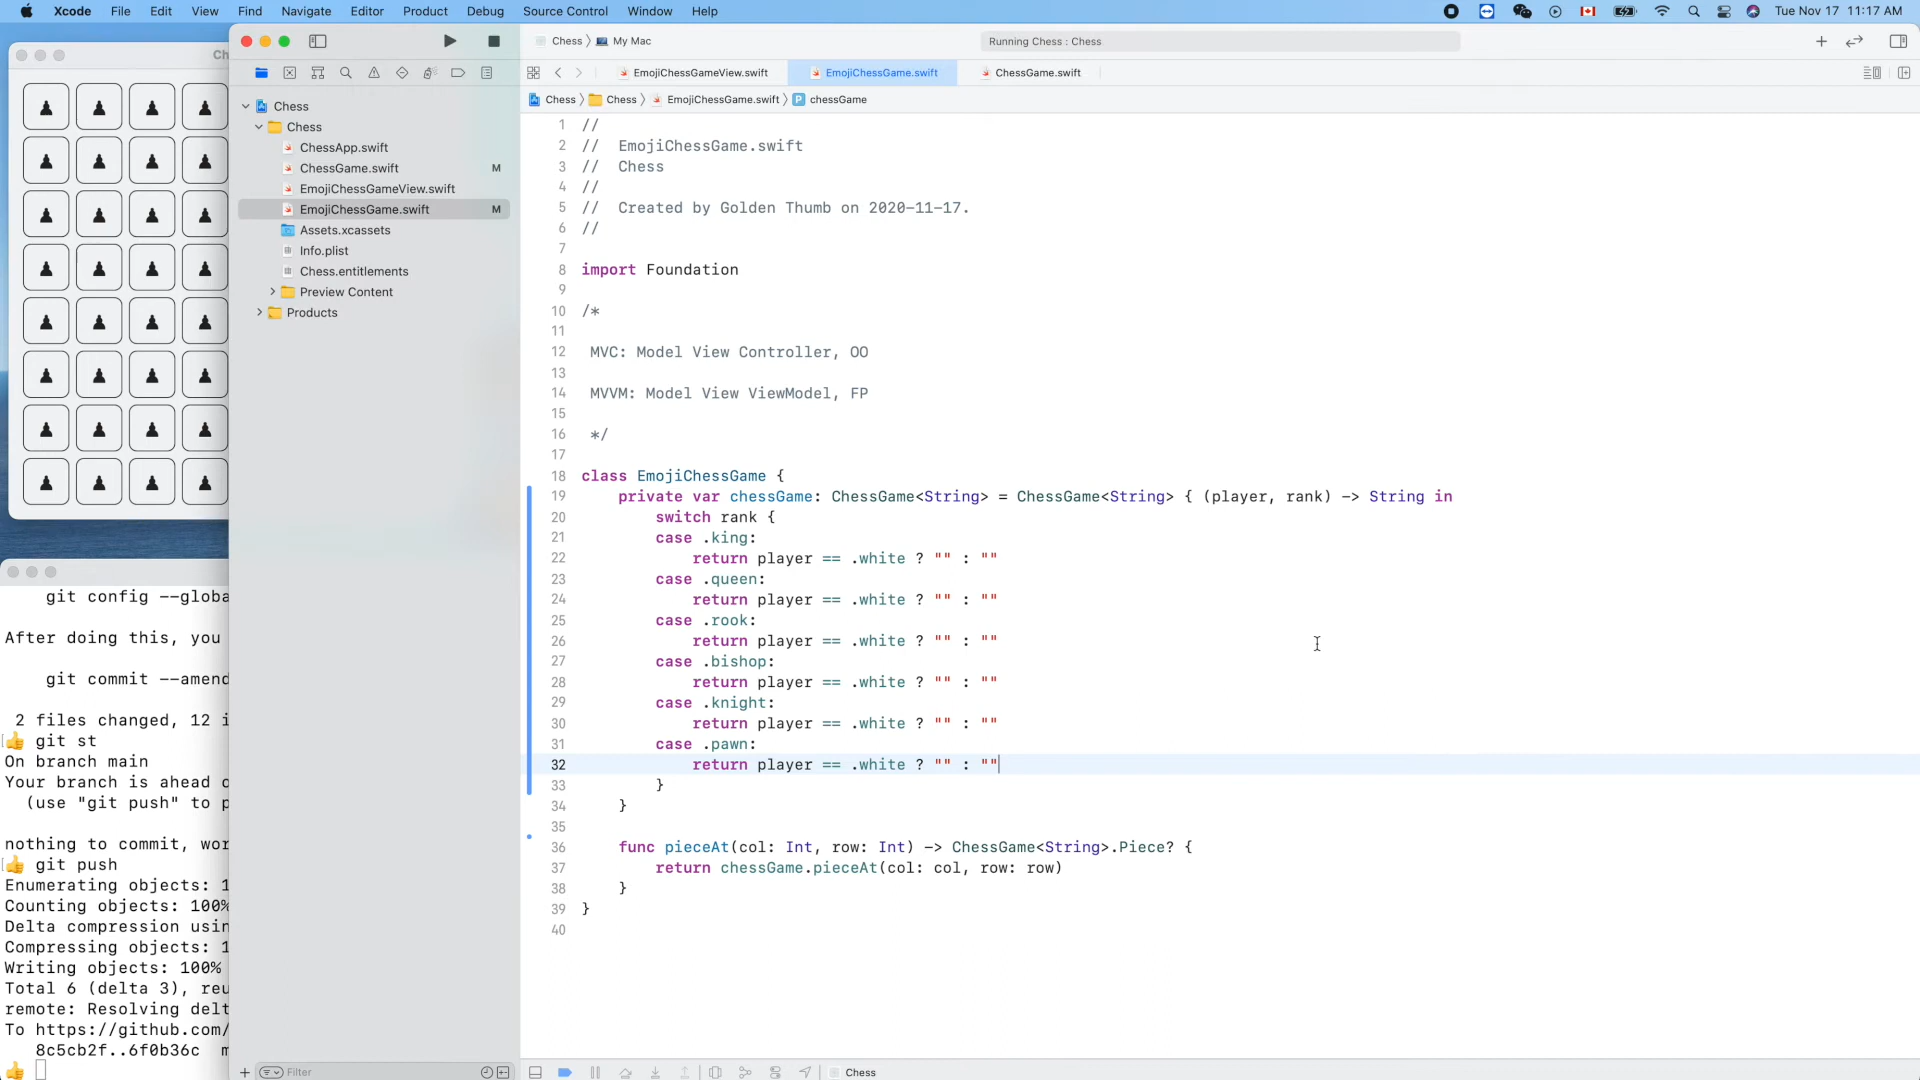 Xcode File Edit View Find Navigate Editor Product Debug Source Control Window Help Tue Nov 17 11:17 AM
Chess My Mac
Running Chess : Chess
EmojiChessGameView.swift EmojiChessGame.swift ChessGame.swift
Chess Chess EmojiChessGame.swift P chessGame
Chess
Chess
ChessApp.swift
ChessGame.swift M
EmojiChessGameView.swift
EmojiChessGame.swift M
Assets.xcassets
Info.plist
Chess.entitlements
Preview Content
Products
1 //
2 // EmojiChessGame.swift
3 // Chess
4 //
5 // Created by Golden Thumb on 2020-11-17.
6 //
7
8 import Foundation
9
10 /*
11
12 MVC: Model View Controller, OO
13
14 MVVM: Model View ViewModel, FP
15
16 */
17
18 class EmojiChessGame {
19 private var chessGame: ChessGame<String> = ChessGame<String> { (player, rank) -> String in
20 switch rank {
21 case .king:
22 return player == .white ? "" : ""
23 case .queen:
24 return player == .white ? "" : ""
25 case .rook:
26 return player == .white ? "" : ""
27 case .bishop:
28 return player == .white ? "" : ""
29 case .knight:
30 return player == .white ? "" : ""
31 case .pawn:
32 return player == .white ? "" : ""
33 }
34 }
35
36 func pieceAt(col: Int, row: Int) -> ChessGame<String>.Piece? {
37 return chessGame.pieceAt(col: col, row: row)
38 }
39 }
40
Ch
git config --globa
After doing this, you
git commit --amend
2 files changed, 12 i
👍 git st
On branch main
Your branch is ahead o
(use "git push" to p
nothing to commit, wor
👍 git push
Enumerating objects: 1
Counting objects: 100%
Delta compression usin
Compressing objects: 1
Writing objects: 100%
Total 6 (delta 3), reu
remote: Resolving delt
To https://github.com/
8c5cb2f..6f0b36c m
👍
Filter
Chess